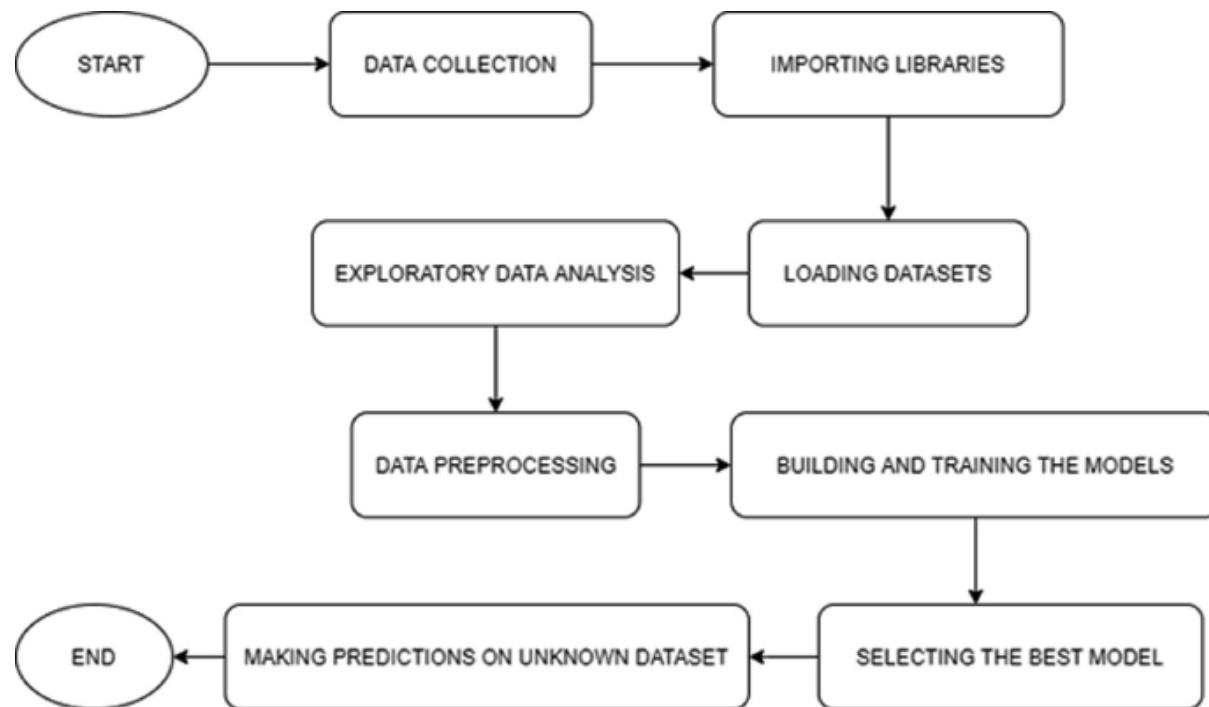 START
DATA COLLECTION
IMPORTING LIBRARIES
LOADING DATASETS
EXPLORATORY DATA ANALYSIS
DATA PREPROCESSING
BUILDING AND TRAINING THE MODELS
SELECTING THE BEST MODEL
MAKING PREDICTIONS ON UNKNOWN DATASET
END